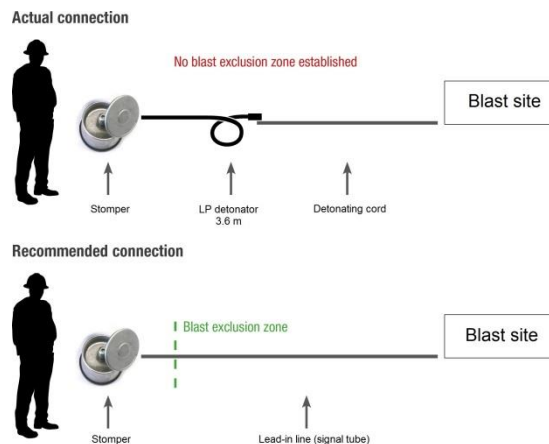 Actual connection
No blast exclusion zone established
Blast site
Stomper
LP detonator
3.6 m
Detonating cord
Recommended connection
Blast exclusion zone
Blast site
Stomper
Lead-in line (signal tube)